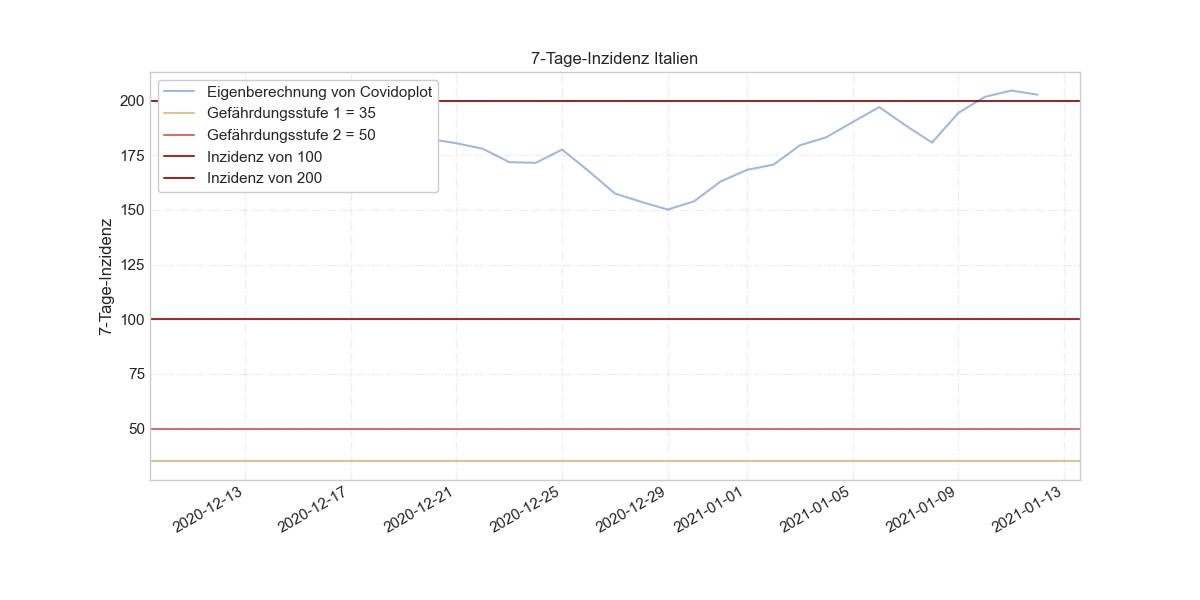 7-Tage-Inzidenz Italien
Eigenberechnung von Covidoplot
Gefährdungsstufe 1 = 35
Gefährdungsstufe 2 = 50
Inzidenz von 100
Inzidenz von 200
7-Tage-Inzidenz
200
175
150
125
100
75
50
2020-12-13
2020-12-17
2020-12-21
2020-12-25
2020-12-29
2021-01-01
2021-01-05
2021-01-09
2021-01-13